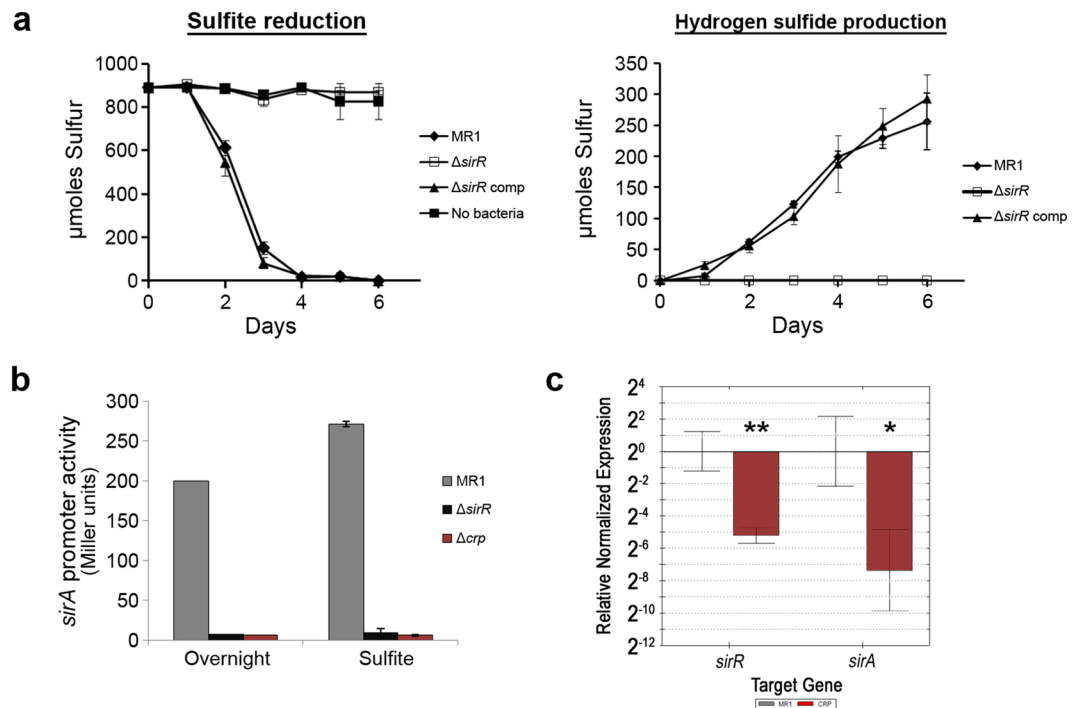 a
Sulfite reduction
Hydrogen sulfide production
1000
800
600
400
200
0
µmoles Sulfur
0 2 4 6
Days
MR1
ΔsirR
ΔsirR comp
No bacteria
350
300
250
200
150
100
50
0
µmoles Sulfur
0 2 4 6
Days
MR1
ΔsirR
ΔsirR comp
b
300
250
200
150
100
50
0
sirA promoter activity
(Miller units)
Overnight Sulfite
MR1
ΔsirR
Δcrp
c
2^4
2^2
2^0
2^-2
2^-4
2^-6
2^-8
2^-10
2^-12
Relative Normalized Expression
** *
sirR sirA
Target Gene
MR1 CRP